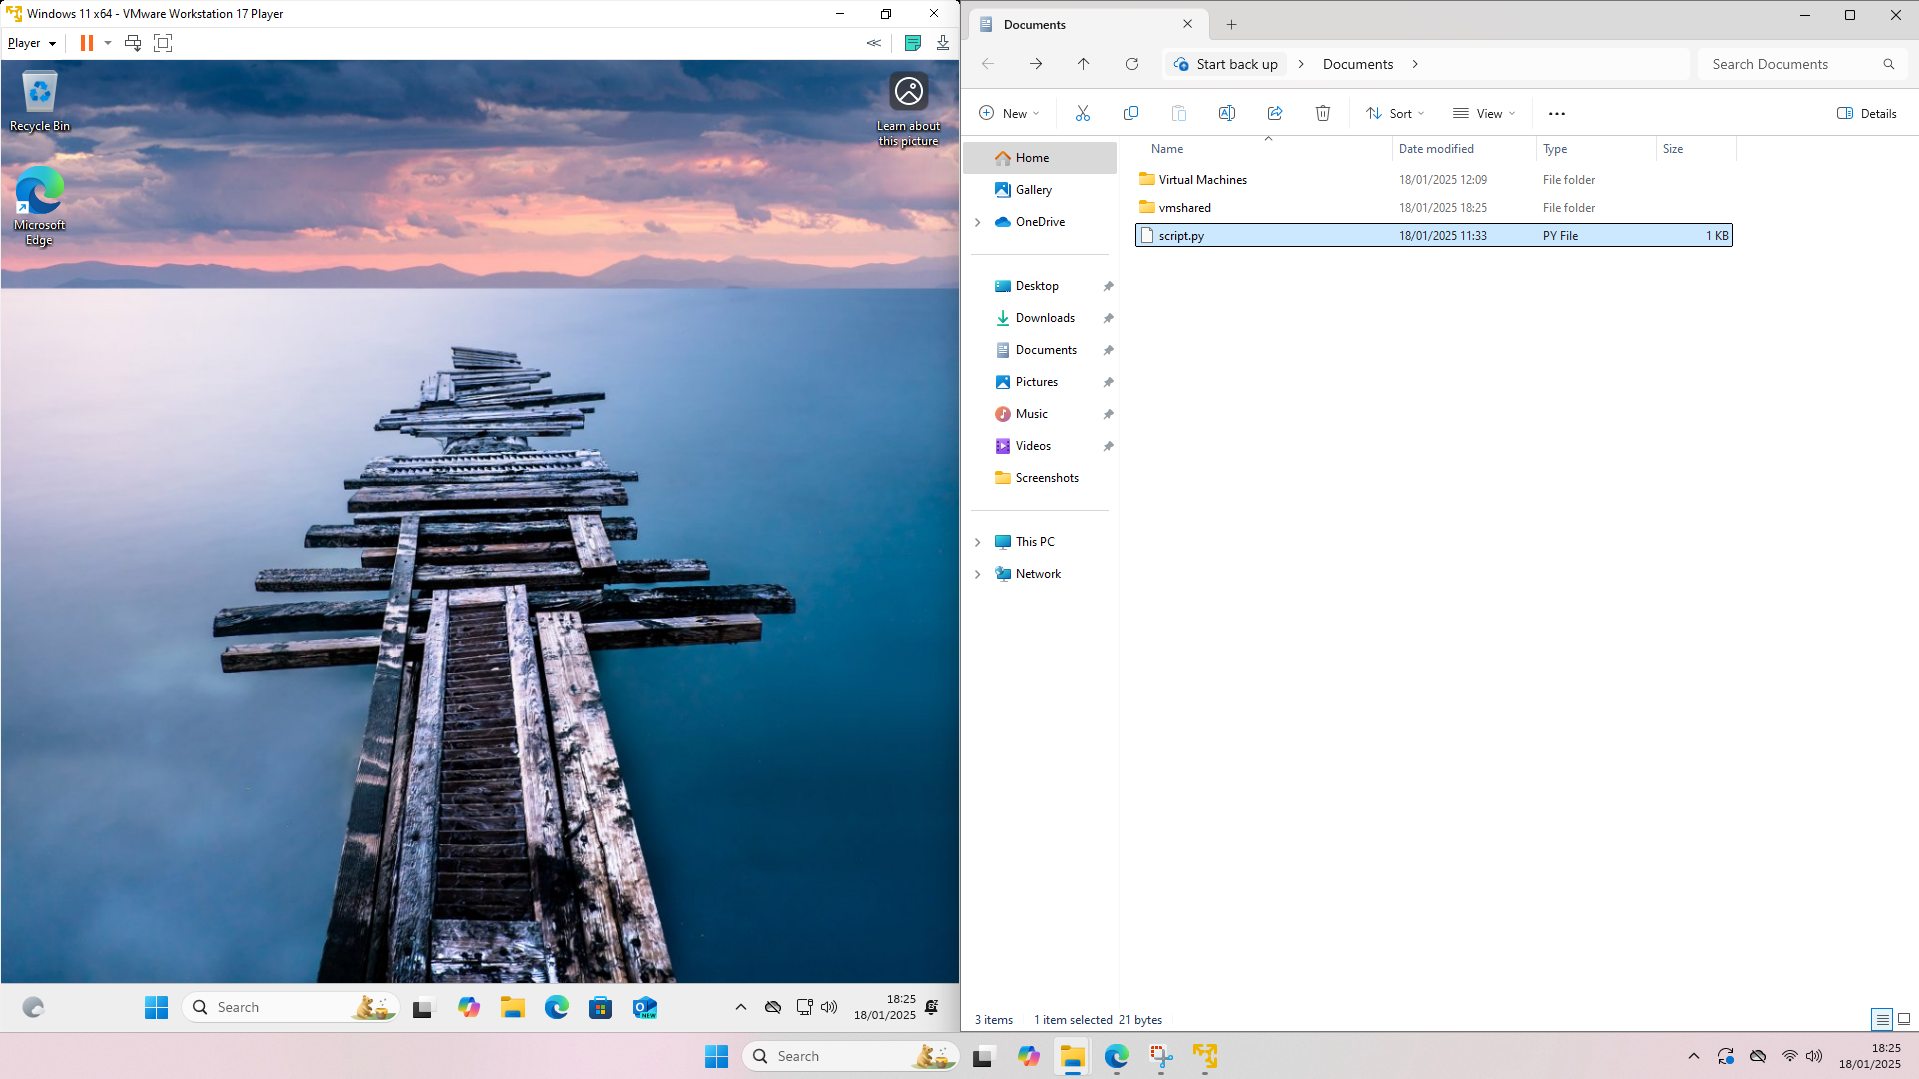 Windows 11 x64 - VMware Workstation 17 Player
Player
Recycle Bin
Microsoft
Edge
Learn about
this picture
Search
NEW
18:25
18/01/2025
Documents
Start back up
Documents
Search Documents
New
Sort
View
Details
Home
Gallery
OneDrive
Desktop
Downloads
Documents
Pictures
Music
Videos
Screenshots
This PC
Network
Name Date modified Type Size
Virtual Machines 18/01/2025 12:09 File folder
vmshared 18/01/2025 18:25 File folder
script.py 18/01/2025 11:33 PY File 1 KB
3 items 1 item selected 21 bytes
Search
18:25
18/01/2025